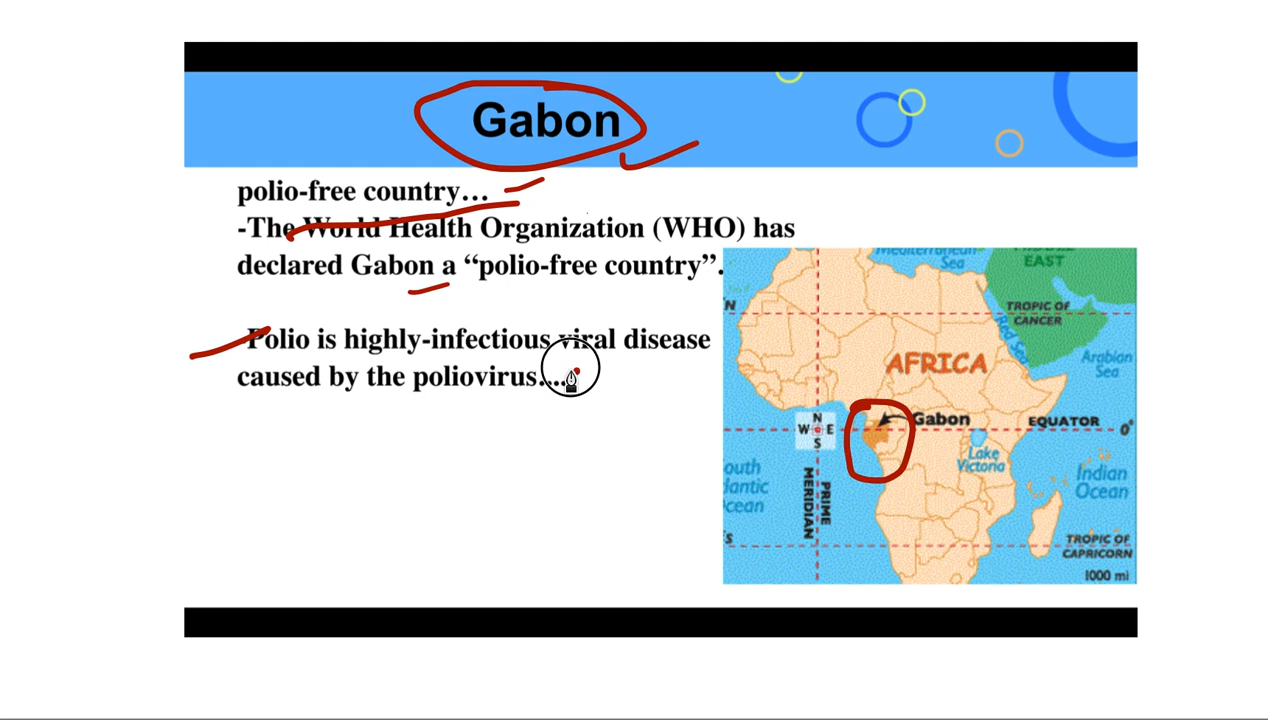 Gabon
polio-free country…
-The World Health Organization (WHO) has
declared Gabon a “polio-free country”.
Polio is highly-infectious viral disease
caused by the poliovirus....
Mediterranean
Sea
EAST
N
TROPIC OF
CANCER
Red Sea
Arabian
Sea
AFRICA
Gabon
EQUATOR
0°
N
W E
S
Lake
Victoria
outh
lantic
cean
PRIME
MERIDIAN
Indian
Ocean
S
TROPIC OF
CAPRICORN
1000 mi